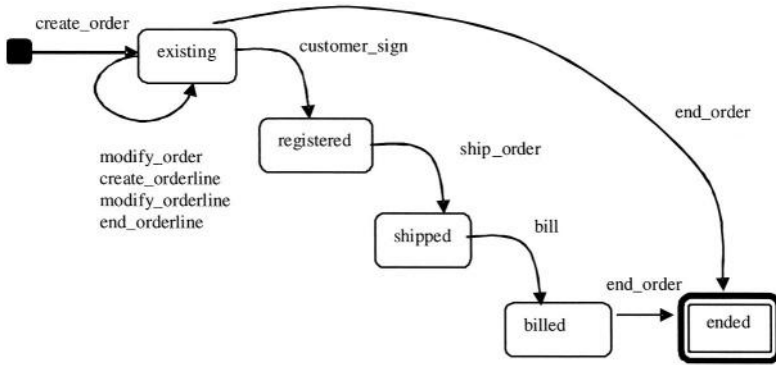 create_order
existing
customer_sign
end_order
registered
ship_order
modify_order
create_orderline
modify_orderline
end_orderline
shipped
bill
end_order
billed
ended